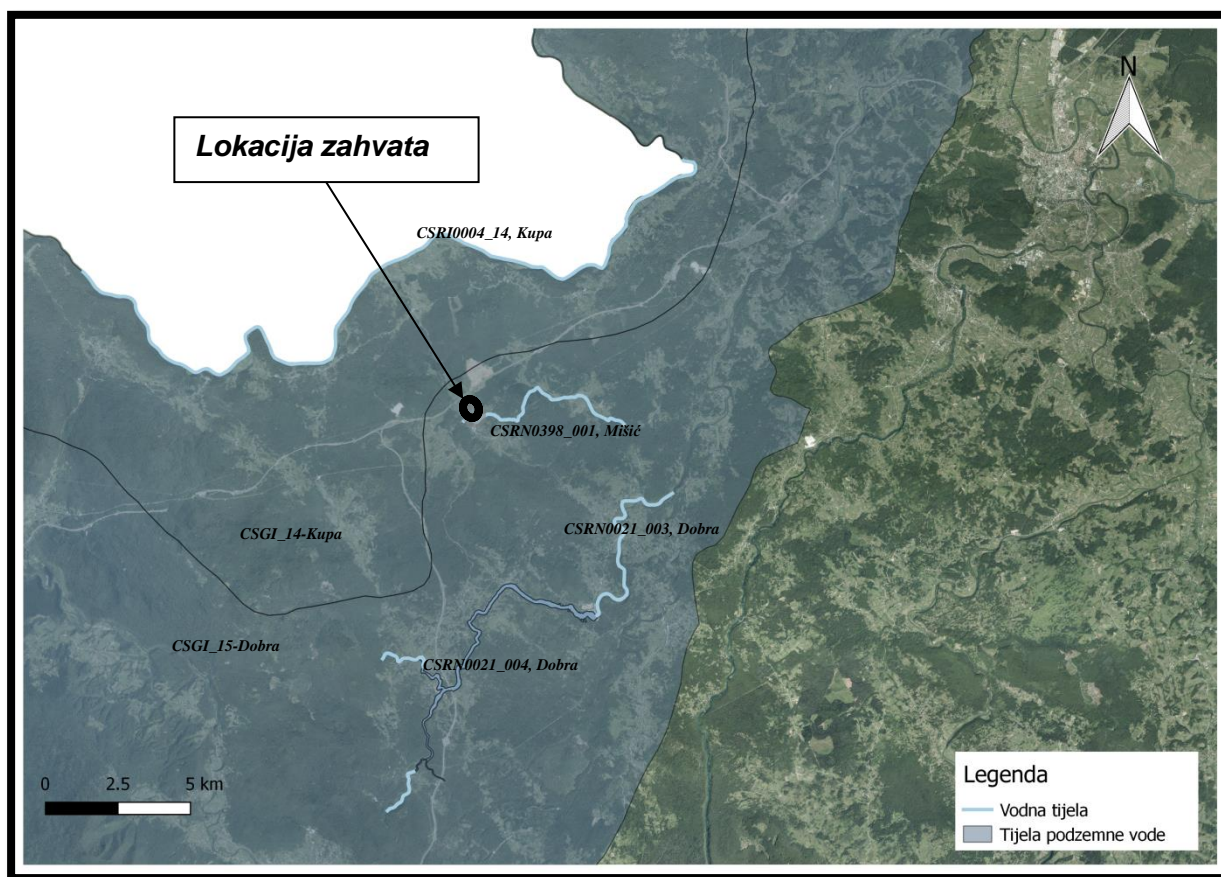 N
Lokacija zahvata
CSRI0004_14, Kupa
CSRN0398_001, Mišić
CSGI_14-Kupa
CSRN0021_003, Dobra
CSGI_15-Dobra
CSRN0021_004, Dobra
0 2.5 5 km
Legenda
Vodna tijela
Tijela podzemne vode